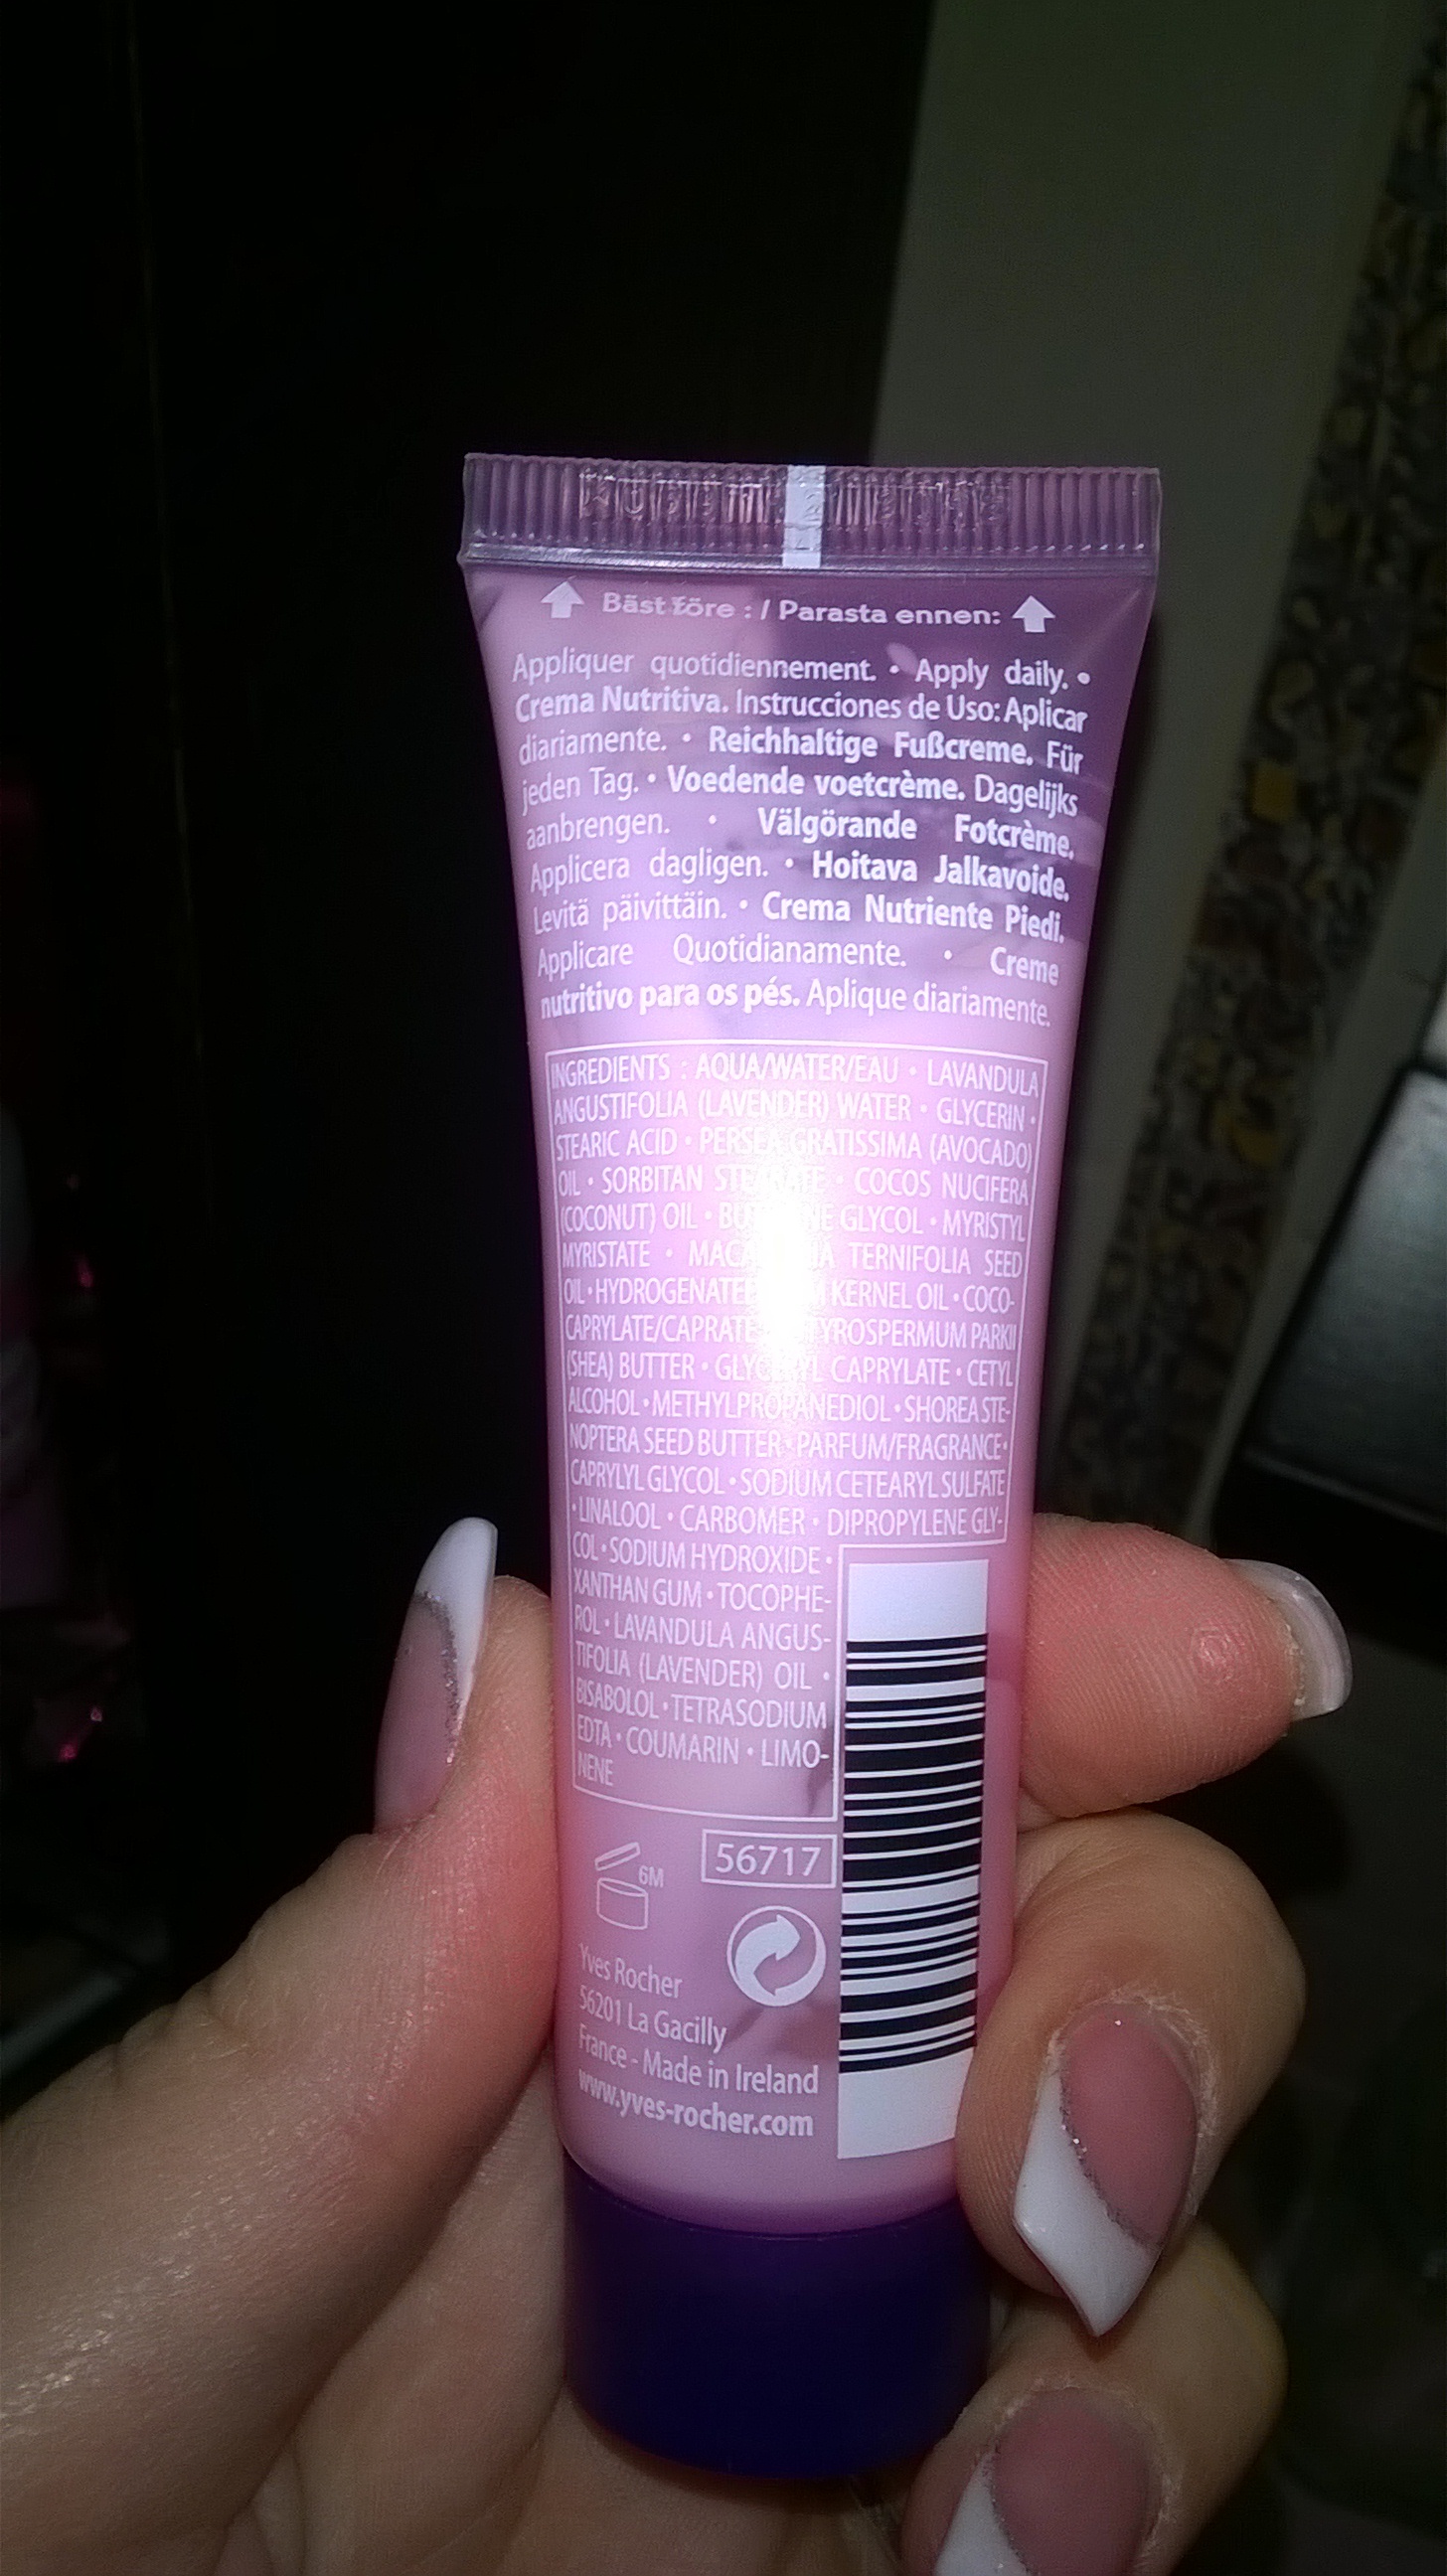 Bäst före : / Parasta ennen:
Appliquer quotidiennement. • Apply daily. •
Crema Nutritiva. Instrucciones de Uso: Aplicar
diariamente. • Reichhaltige Fußcreme. Für
jeden Tag. • Voedende voetcrème. Dagelijks
aanbrengen. • Välgörande Fotcrème.
Applicera dagligen. • Hoitava Jalkavoide.
Levitä päivittäin. • Crema Nutriente Piedi.
Applicare Quotidianamente. • Creme
nutritivo para os pés. Aplique diariamente.
INGREDIENTS : AQUA/WATER/EAU • LAVANDULA
ANGUSTIFOLIA (LAVENDER) WATER • GLYCERIN •
STEARIC ACID • PERSEA GRATISSIMA (AVOCADO)
OIL • SORBITAN STEARATE • COCOS NUCIFERA
(COCONUT) OIL • GLYCOL • MYRISTYL
MYRISTATE • TERNIFOLIA SEED
OIL • HYDROGENATED KERNEL OIL • COCO-
CAPRYLATE/CAPRATE • BUTYROSPERMUM PARKII
(SHEA) BUTTER • GLYCERYL CAPRYLATE • CETYL
ALCOHOL • METHYLPROPANEDIOL • SHOREA STE-
NOPTERA SEED BUTTER • PARFUM/FRAGRANCE •
CAPRYLYL GLYCOL • SODIUM CETEARYL SULFATE
• LINALOOL • CARBOMER • DIPROPYLENE GLY-
COL • SODIUM HYDROXIDE •
XANTHAN GUM • TOCOPHE-
ROL • LAVANDULA ANGUS-
TIFOLIA (LAVENDER) OIL •
BISABOLOL • TETRASODIUM
EDTA • COUMARIN • LIMO-
NENE
56717
6M
Yves Rocher
56201 La Gacilly
France - Made in Ireland
www.yves-rocher.com